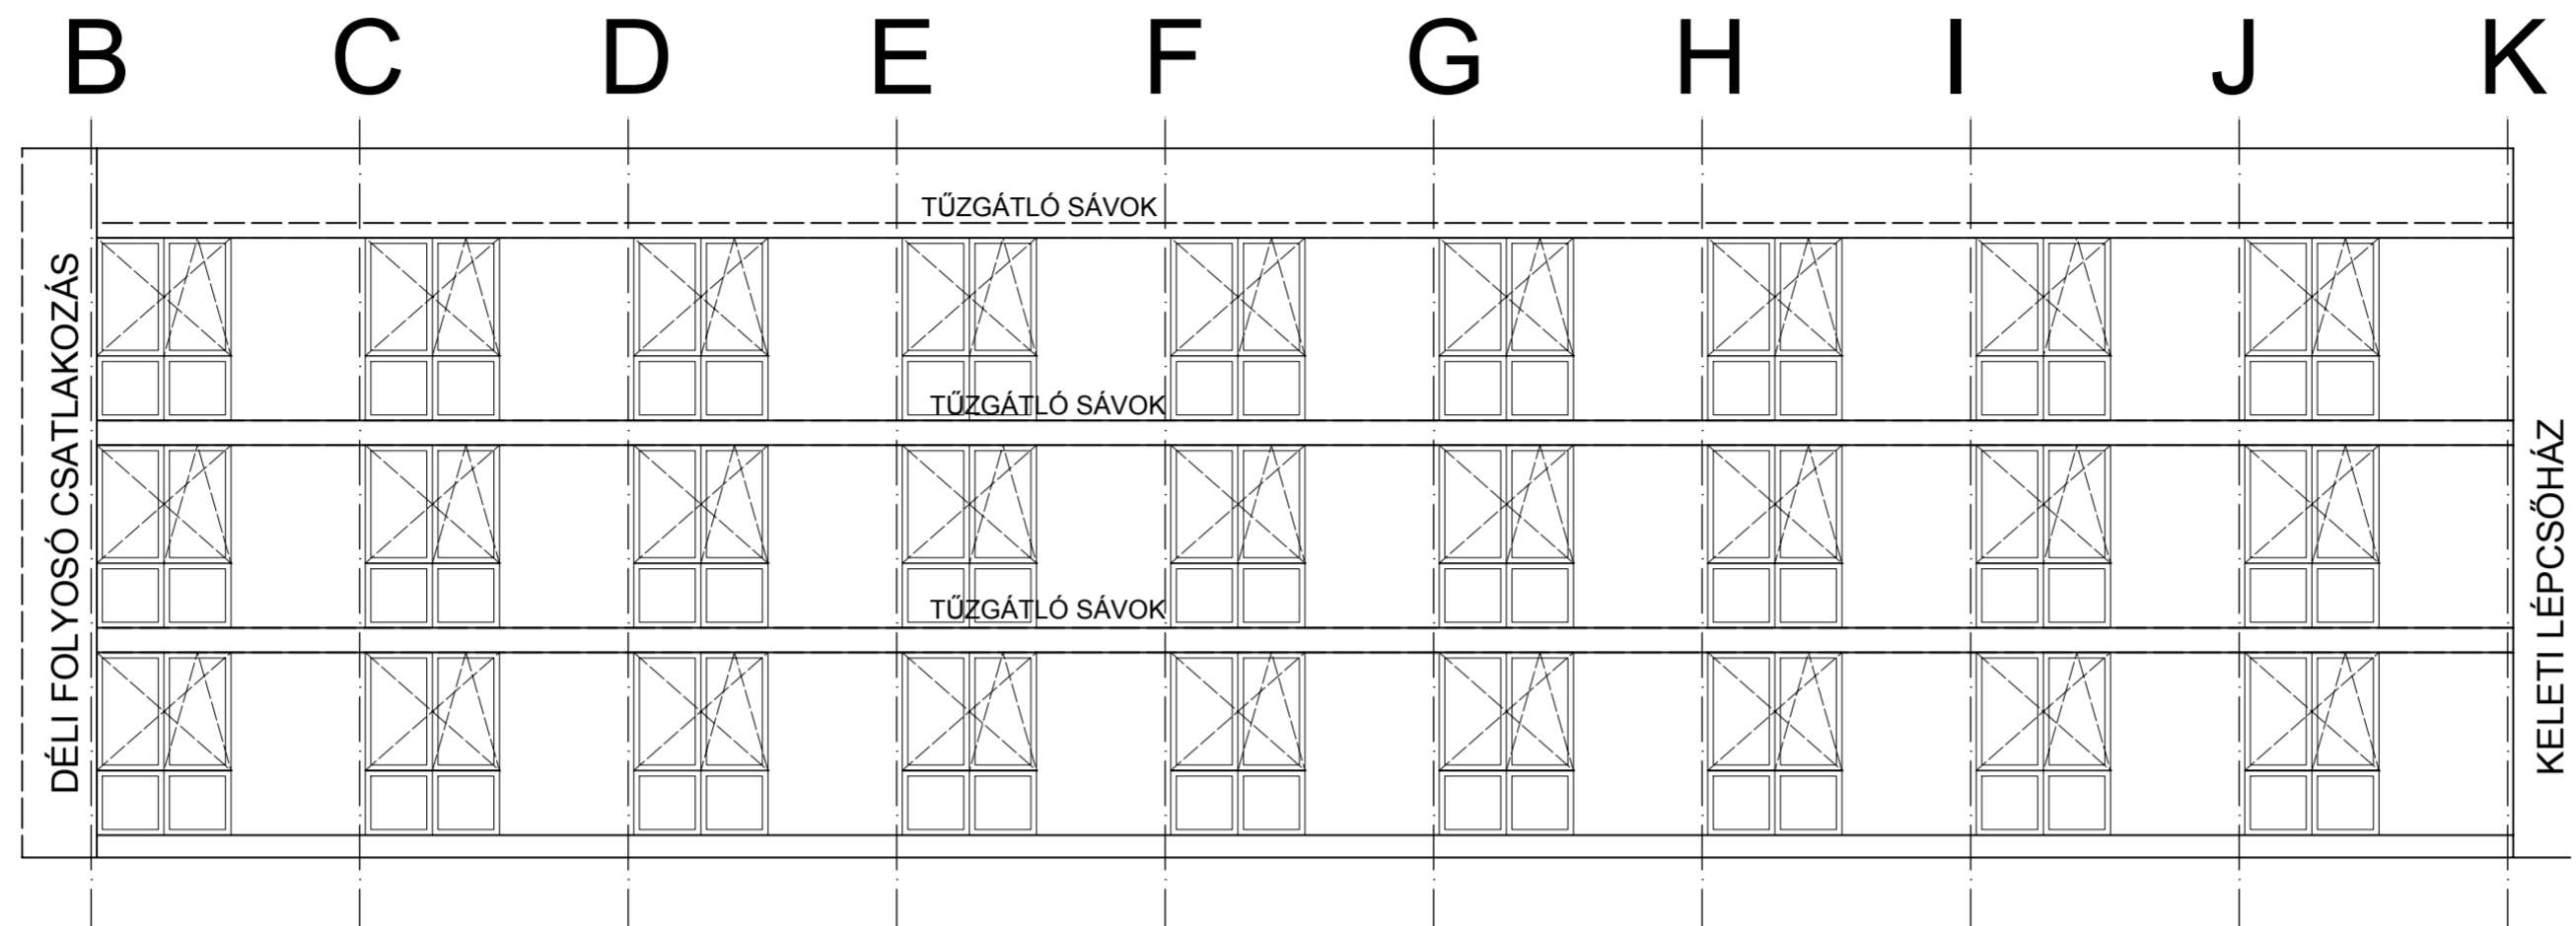 B C D E F G H I J K
TŰZGÁTLÓ SÁVOK
DÉLI FOLYOSÓ CSATLAKOZÁS
TŰZGÁTLÓ SÁVOK
TŰZGÁTLÓ SÁVOK
KELETI LÉPCSŐHÁZ